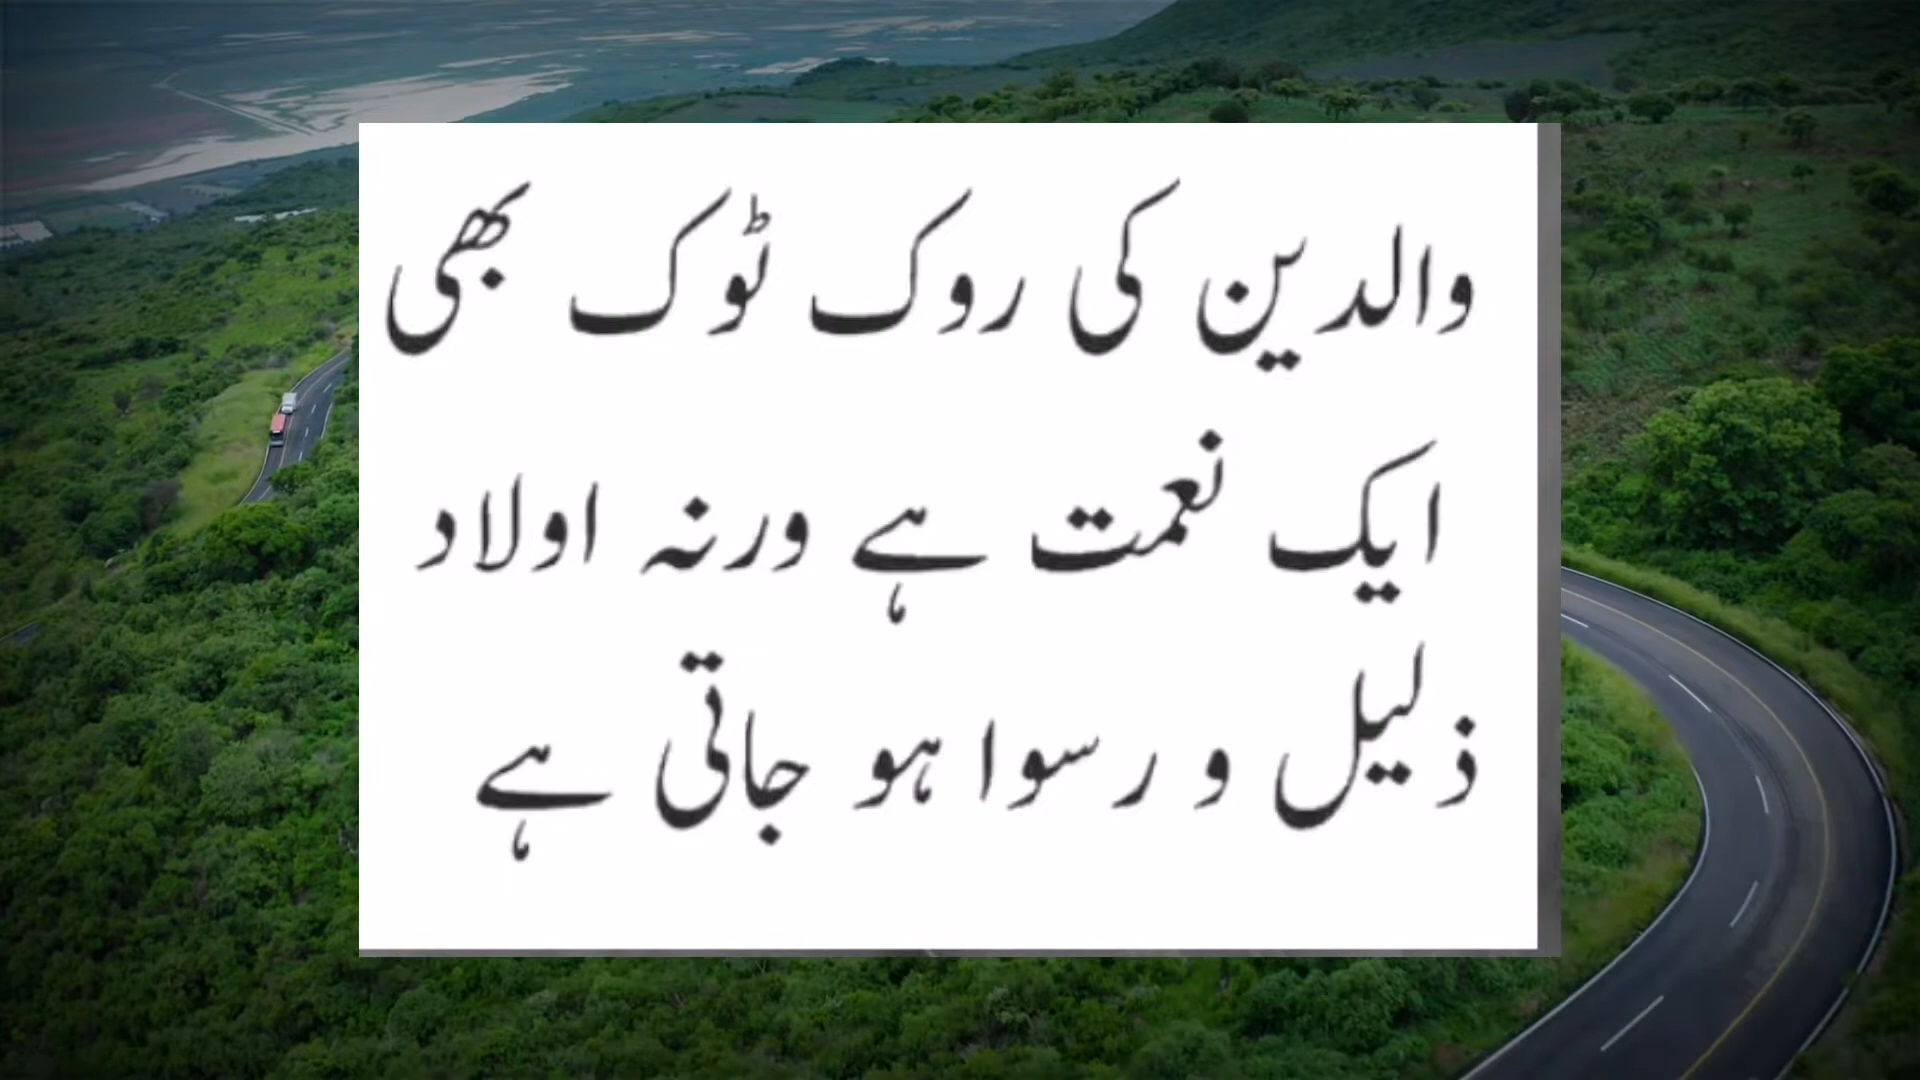 والدین کی روک ٹوک بھی
ایک نعمت ہے ورنہ اولاد
ذلیل و رسوا ہو جاتی ہے